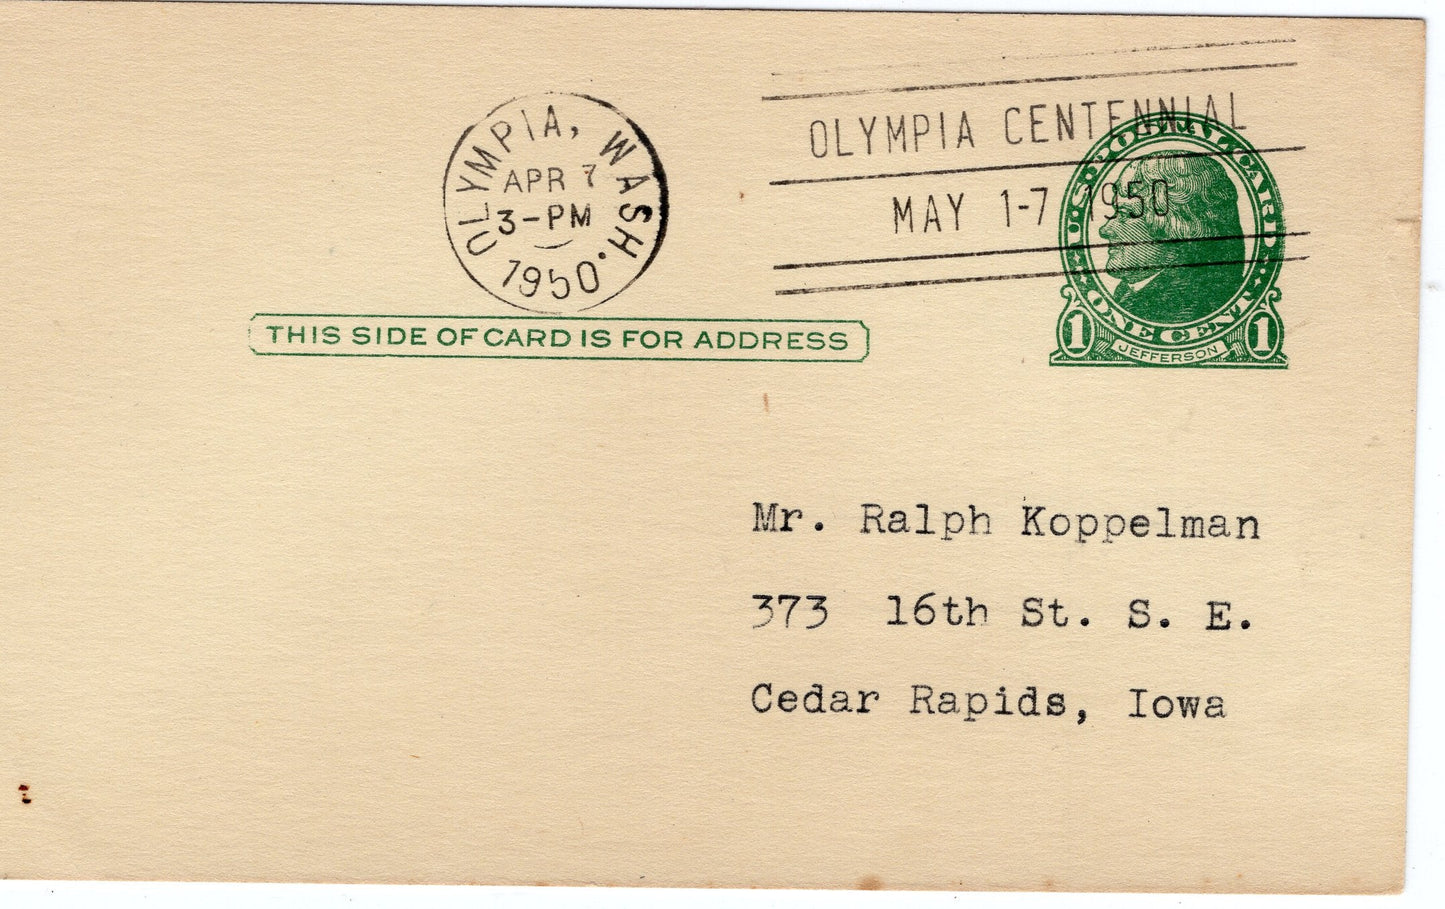 OLYMPIA, WASH.
APR 7
3-PM
1950
OLYMPIA CENTENNIAL
MAY 1-7 1950
U.S. POSTAL CARD
ONE CENT
1 JEFFERSON 1
THIS SIDE OF CARD IS FOR ADDRESS
Mr. Ralph Koppelman
373 16th St. S. E.
Cedar Rapids, Iowa